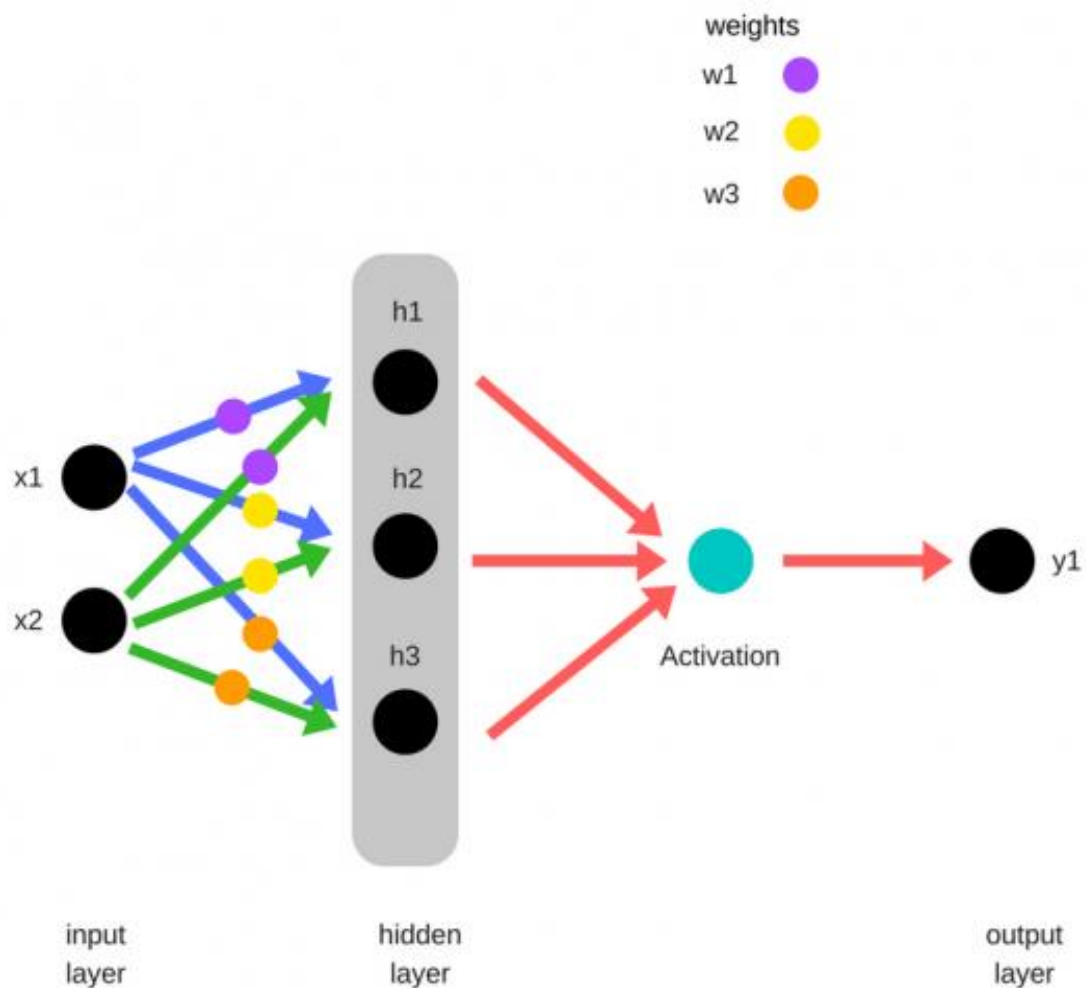 weights
w1
w2
w3
h1
x1
h2
x2
y1
h3
Activation
input
layer
hidden
layer
output
layer